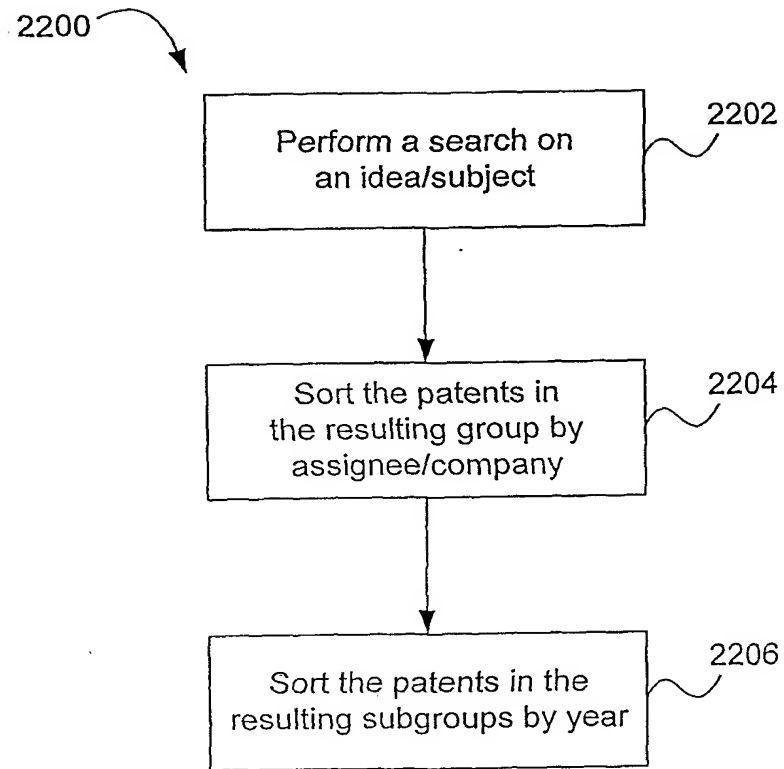 2200
Perform a search on
an idea/subject
2202
Sort the patents in
the resulting group by
assignee/company
2204
Sort the patents in the
resulting subgroups by year
2206